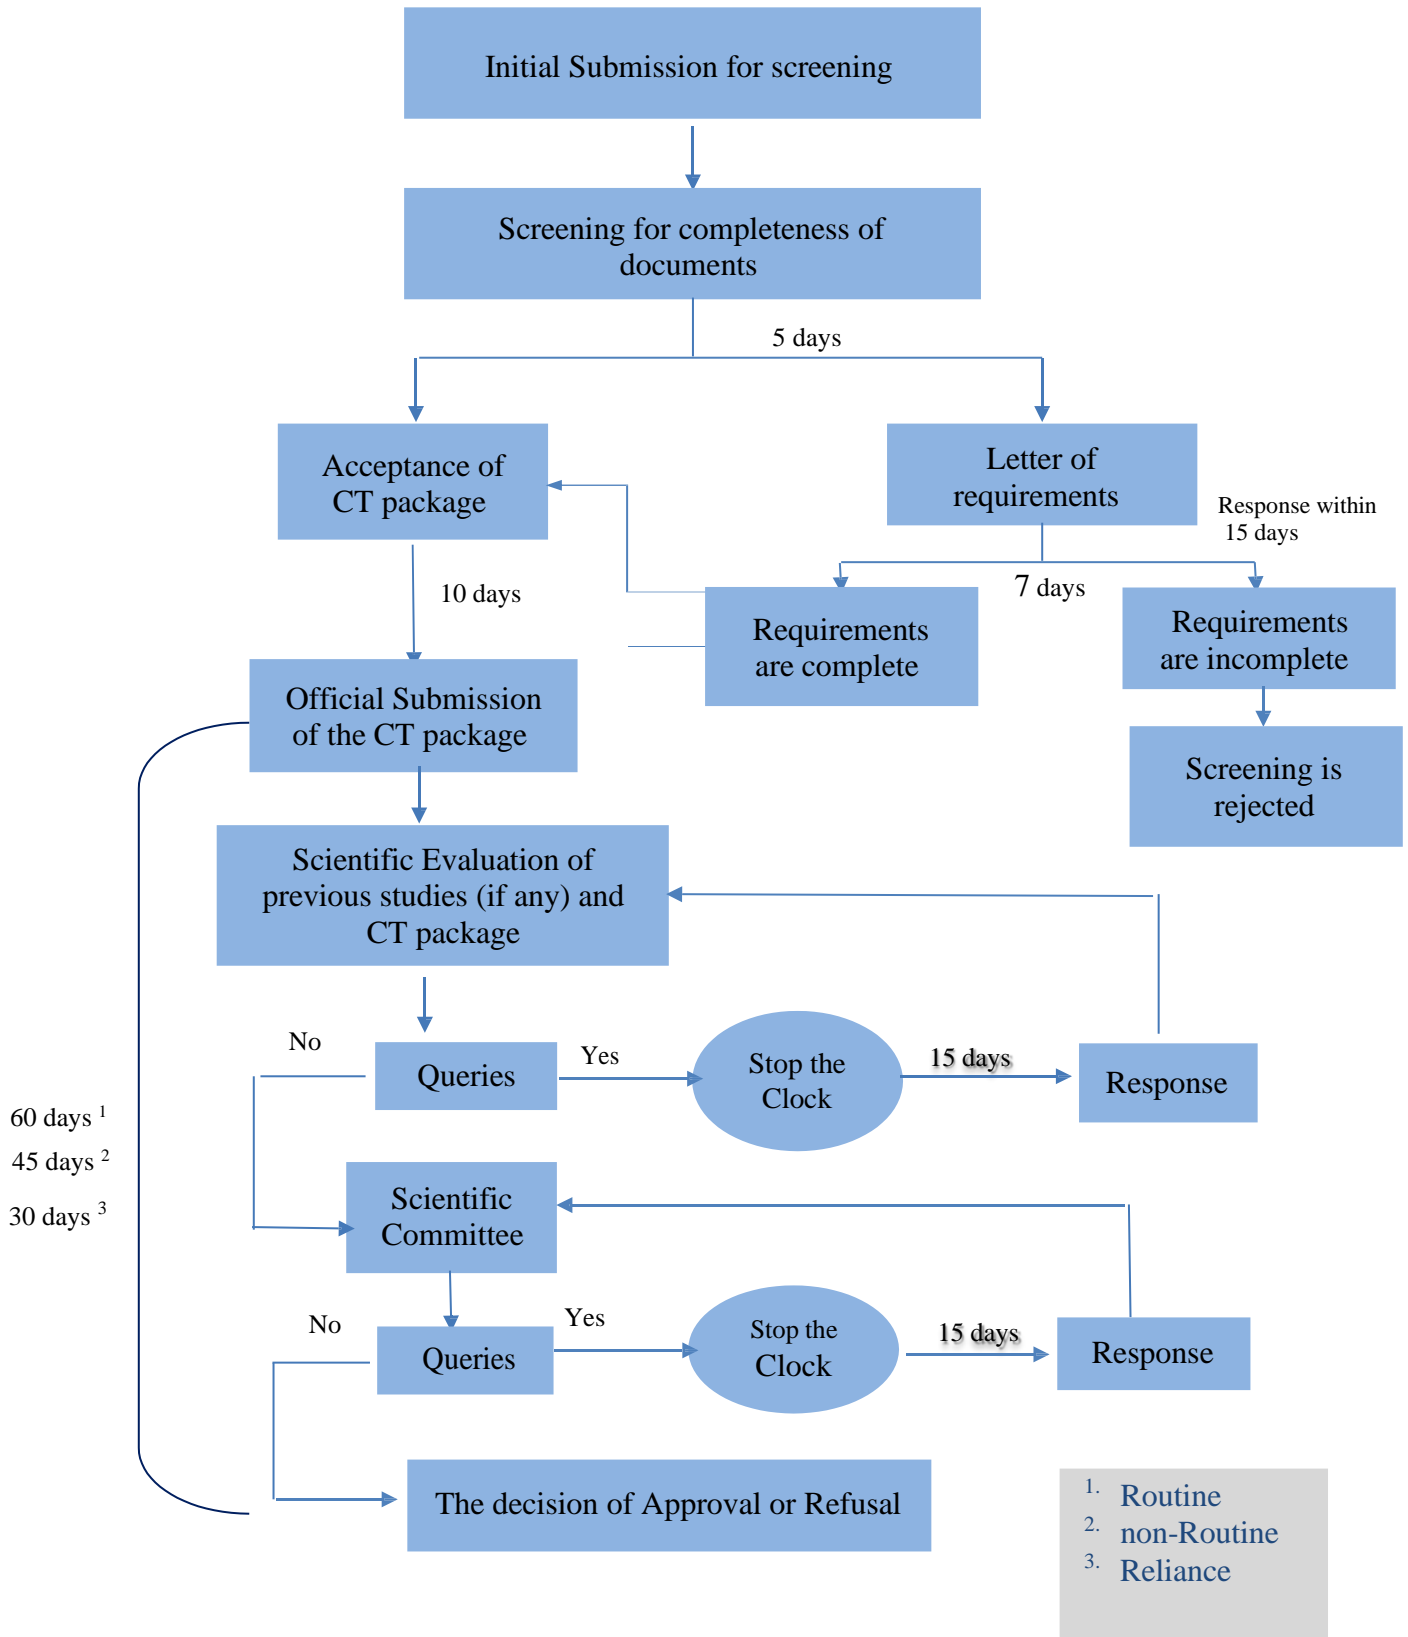 Initial Submission for screening
Screening for completeness of
documents
5 days
Acceptance of
CT package
Letter of
requirements
Response within
15 days
10 days
7 days
Requirements
are complete
Requirements
are incomplete
Official Submission
of the CT package
Screening is
rejected
Scientific Evaluation of
previous studies (if any) and
CT package
No
Queries
Yes
Stop the
Clock
15 days
Response
60 days 1
45 days 2
30 days 3
Scientific
Committee
No
Queries
Yes
Stop the
Clock
15 days
Response
The decision of Approval or Refusal
1. Routine
2. non-Routine
3. Reliance